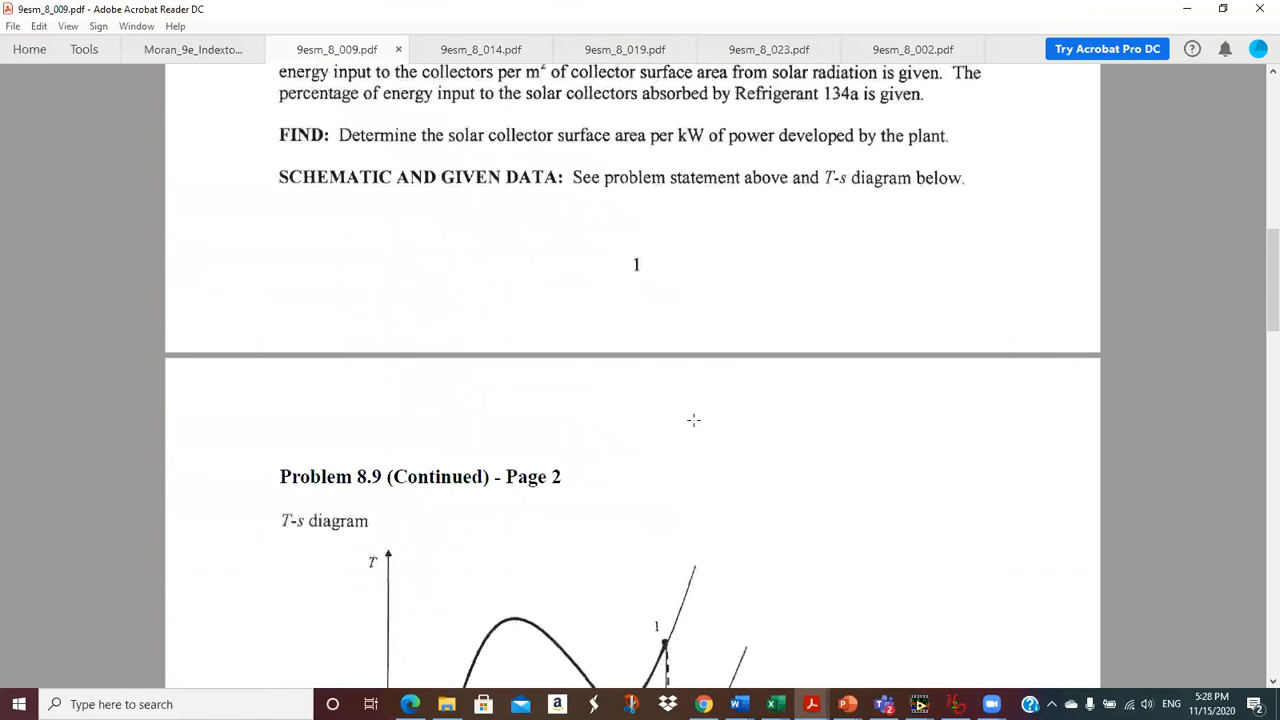 9esm_8_009.pdf - Adobe Acrobat Reader DC
File Edit View Sign Window Help
Home Tools Moran_9e_Indexto... 9esm_8_009.pdf × 9esm_8_014.pdf 9esm_8_019.pdf 9esm_8_023.pdf 9esm_8_002.pdf Try Acrobat Pro DC
energy input to the collectors per m² of collector surface area from solar radiation is given. The
percentage of energy input to the solar collectors absorbed by Refrigerant 134a is given.
FIND: Determine the solar collector surface area per kW of power developed by the plant.
SCHEMATIC AND GIVEN DATA: See problem statement above and T-s diagram below.
1
Problem 8.9 (Continued) - Page 2
T-s diagram
T
1
Type here to search
5:28 PM
11/15/2020